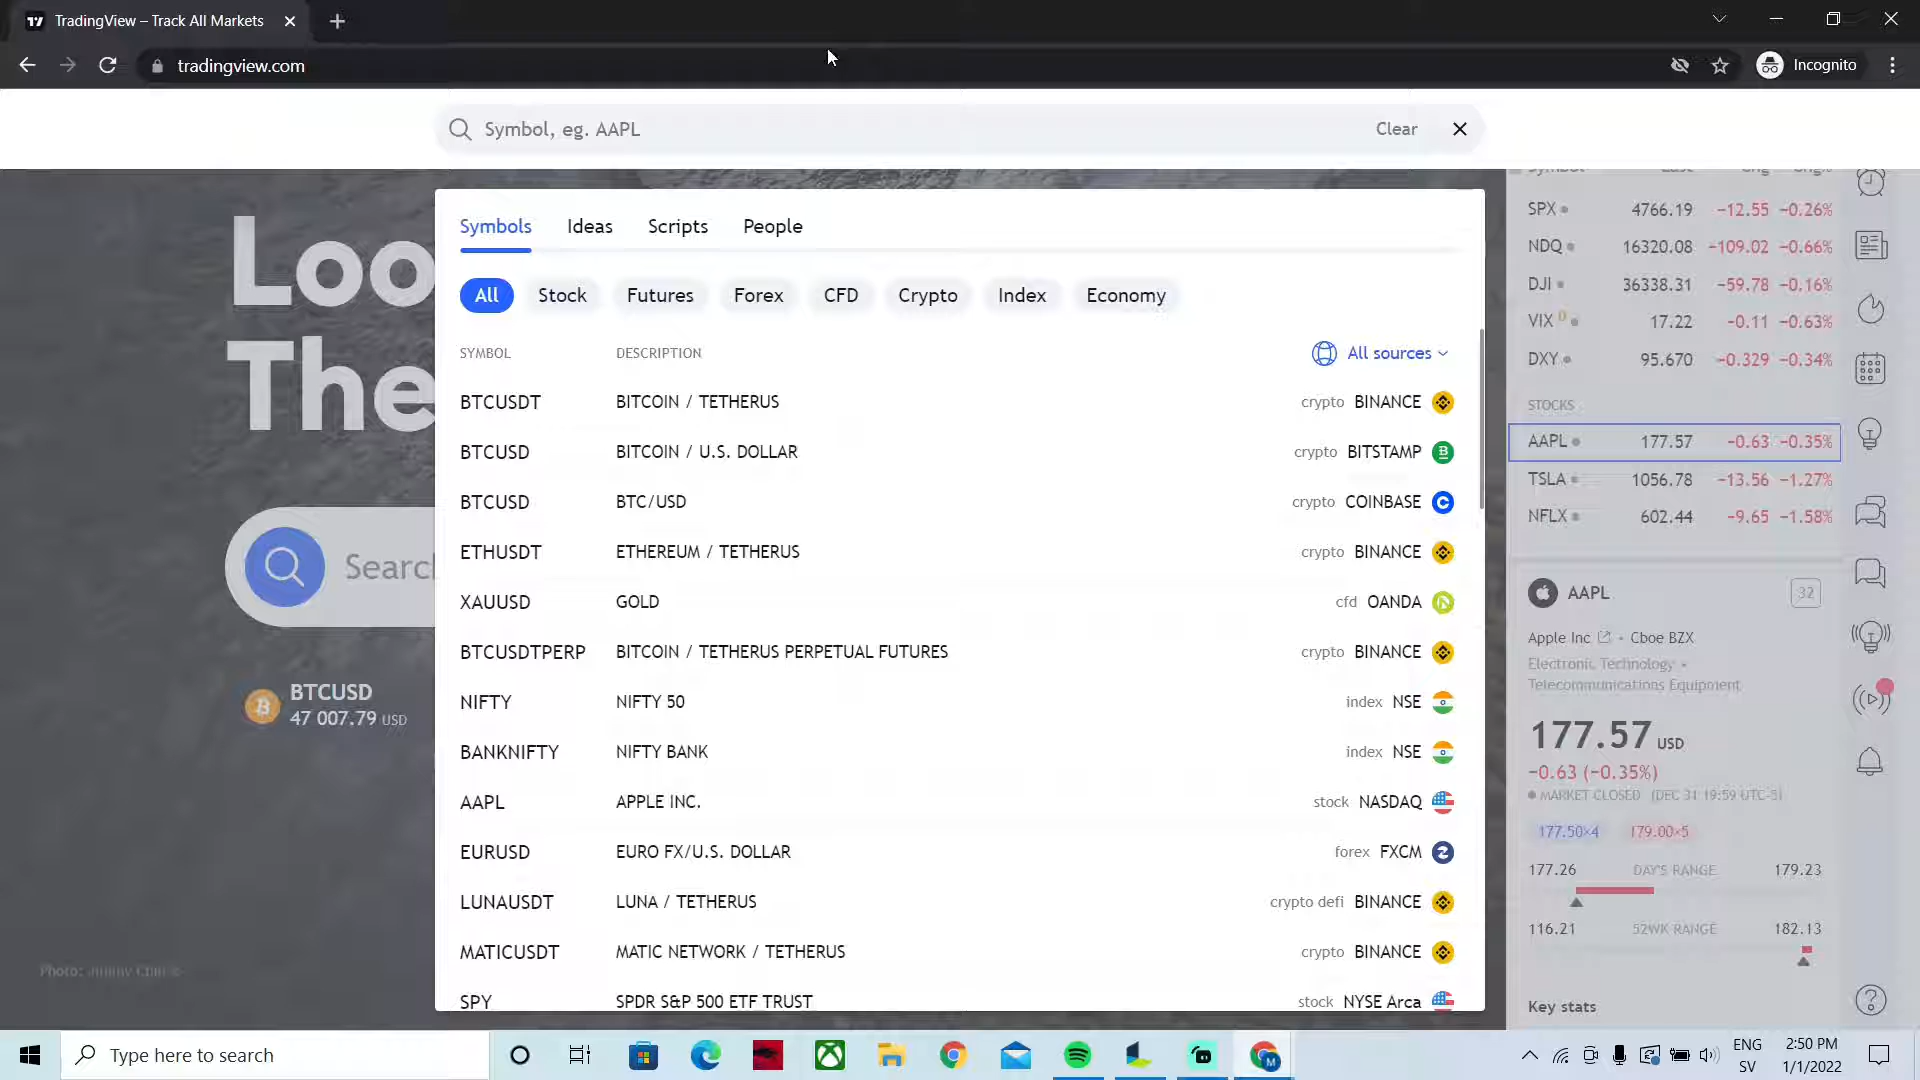 TradingView – Track All Markets
tradingview.com
Incognito
Symbol, eg. AAPL
Clear
Symbols Ideas Scripts People
All Stock Futures Forex CFD Crypto Index Economy
SYMBOL DESCRIPTION All sources
BTCUSDT BITCOIN / TETHERUS crypto BINANCE
BTCUSD BITCOIN / U.S. DOLLAR crypto BITSTAMP
BTCUSD BTC/USD crypto COINBASE
ETHUSDT ETHEREUM / TETHERUS crypto BINANCE
XAUUSD GOLD cfd OANDA
BTCUSDTPERP BITCOIN / TETHERUS PERPETUAL FUTURES crypto BINANCE
NIFTY NIFTY 50 index NSE
BANKNIFTY NIFTY BANK index NSE
AAPL APPLE INC. stock NASDAQ
EURUSD EURO FX/U.S. DOLLAR forex FXCM
LUNAUSDT LUNA / TETHERUS crypto defi BINANCE
MATICUSDT MATIC NETWORK / TETHERUS crypto BINANCE
SPY SPDR S&P 500 ETF TRUST stock NYSE Arca
Loo
The
Search
BTCUSD
47 007.79 USD
Photo: Jimmy Chin
Symbol Last Chg Chg%
SPX 4766.19 −12.55 −0.26%
NDQ 16320.08 −109.02 −0.66%
DJI 36338.31 −59.78 −0.16%
VIX D 17.22 −0.11 −0.63%
DXY 95.670 −0.329 −0.34%
STOCKS
AAPL 177.57 −0.63 −0.35%
TSLA 1056.78 −13.56 −1.27%
NFLX 602.44 −9.65 −1.58%
AAPL 32
Apple Inc • Cboe BZX
Electronic Technology •
Telecommunications Equipment
177.57 USD
−0.63 (−0.35%)
MARKET CLOSED (DEC 31 19:59 UTC-5)
177.50×4 179.00×5
177.26 DAY'S RANGE 179.23
116.21 52WK RANGE 182.13
Key stats
Type here to search
ENG
SV
2:50 PM
1/1/2022